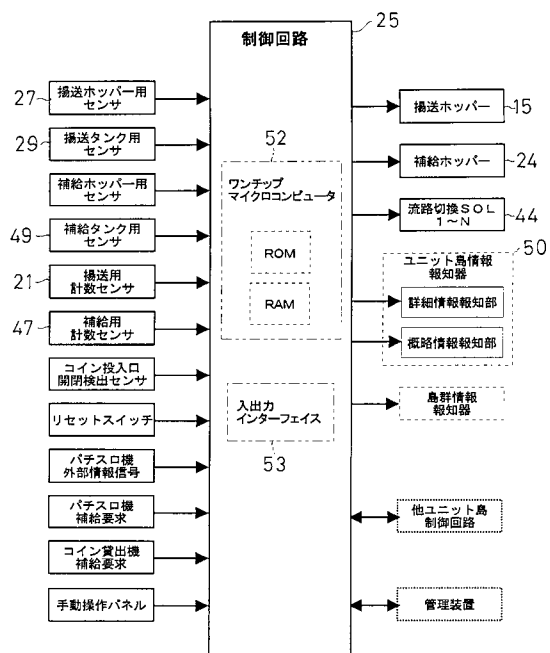 制御回路
25
27
揚送ホッパー用
センサ
29
揚送タンク用
センサ
補給ホッパー用
センサ
49
補給タンク用
センサ
21
揚送用
計数センサ
47
補給用
計数センサ
コイン投入口
開閉検出センサ
リセットスイッチ
パチスロ機
外部情報信号
パチスロ機
補給要求
コイン貸出機
補給要求
手動操作パネル
52
ワンチップ
マイクロコンピュータ
ROM
RAM
入出力
インターフェイス
53
揚送ホッパー
15
補給ホッパー
24
流路切換SOL
1〜N
44
ユニット島情報
報知器
50
詳細情報報知部
概略情報報知部
島群情報
報知器
他ユニット島
制御回路
管理装置